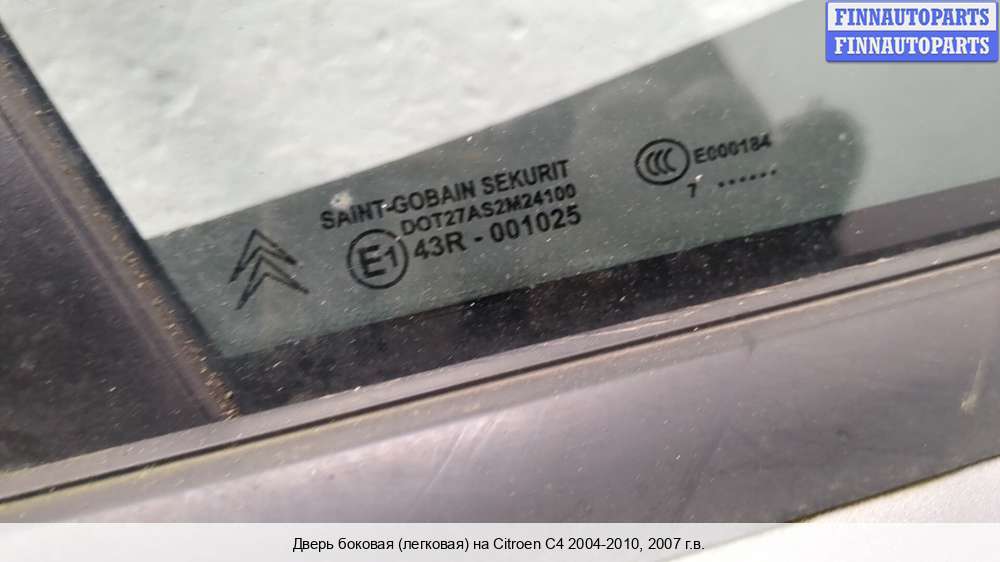 FINNAUTOPARTS
FINNAUTOPARTS
SAINT-GOBAIN SEKURIT
DOT27AS2M24100
E1 43R - 001025
CCC E000184
7 ......
Дверь боковая (легковая) на Citroen C4 2004-2010, 2007 г.в.